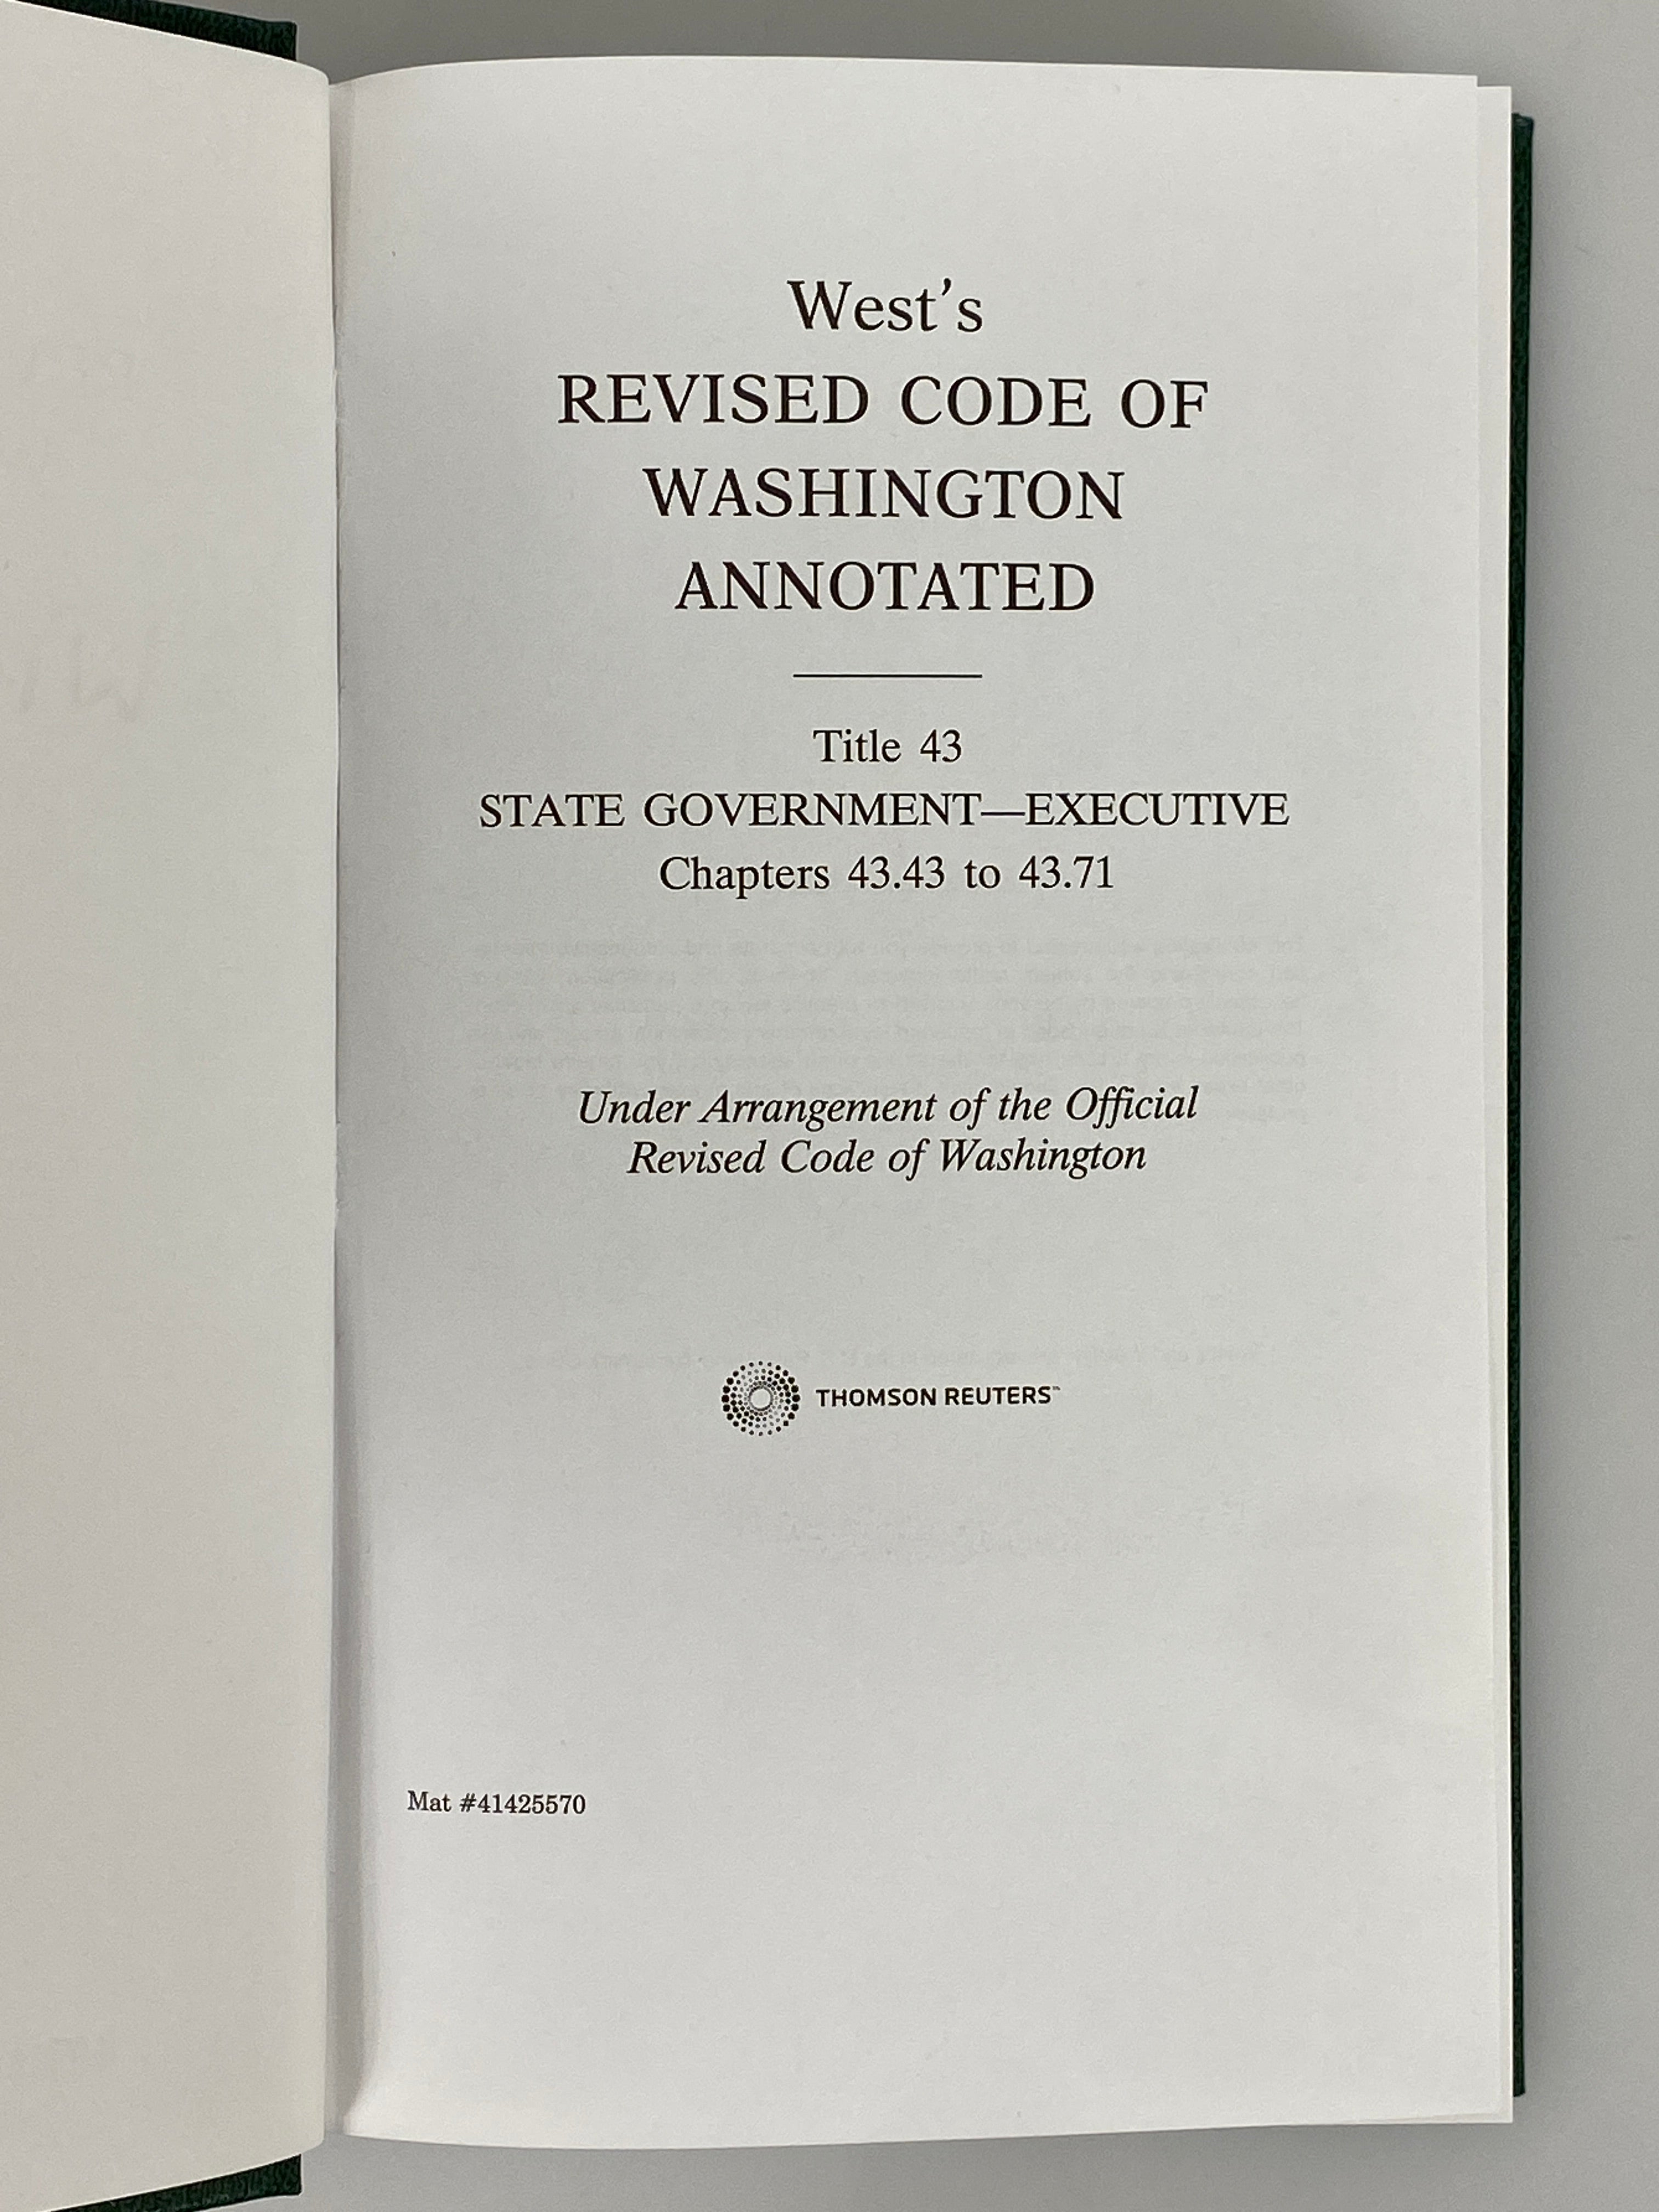 West's
REVISED CODE OF
WASHINGTON
ANNOTATED
Title 43
STATE GOVERNMENT—EXECUTIVE
Chapters 43.43 to 43.71
Under Arrangement of the Official
Revised Code of Washington
THOMSON REUTERS™
Mat #41425570